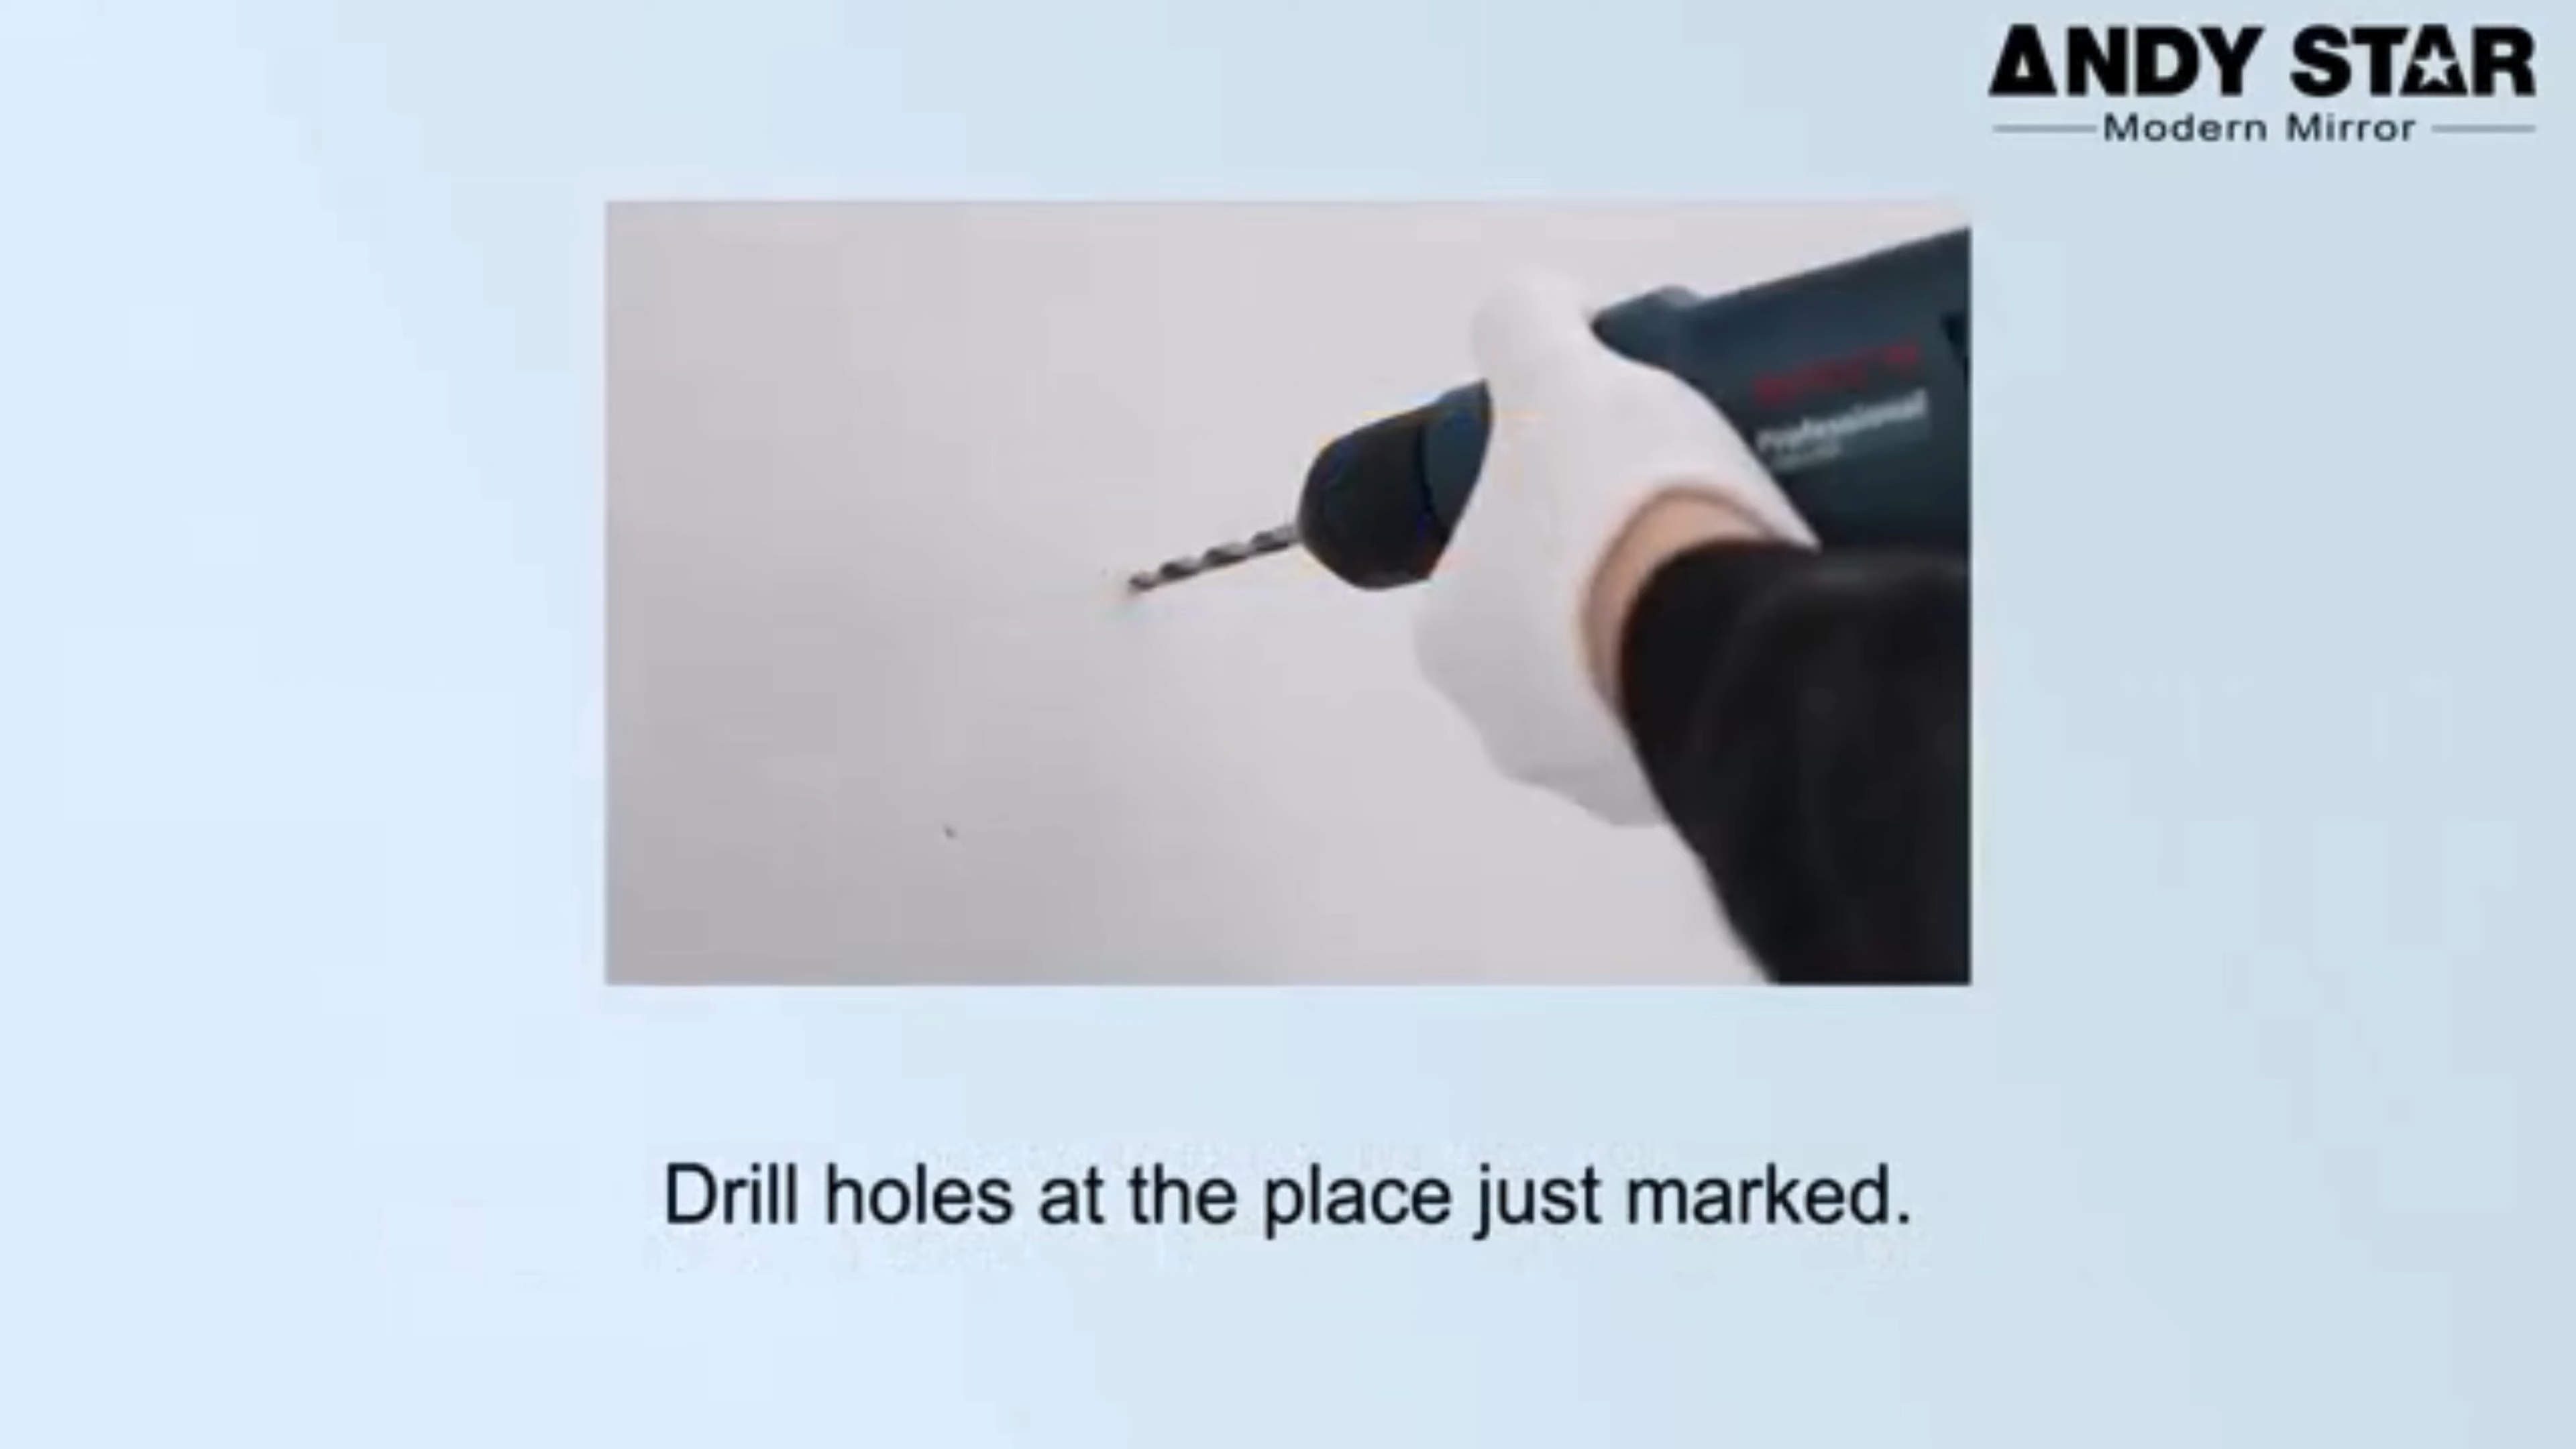 ANDY STAR
Modern Mirror
Professional
Drill holes at the place just marked.